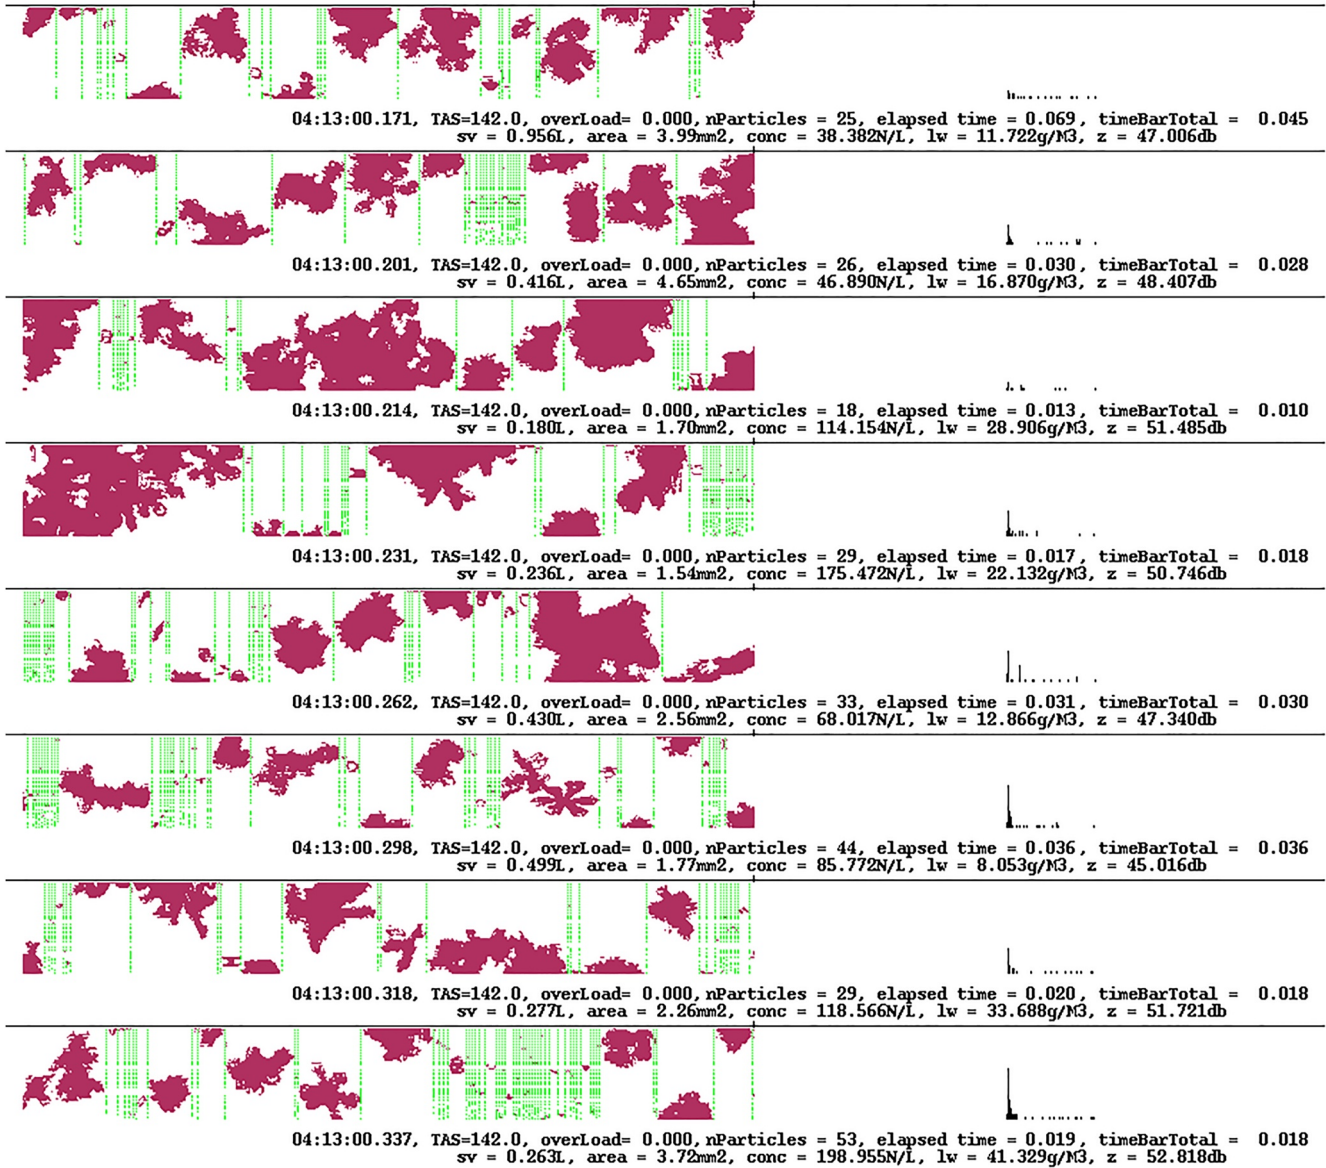 04:13:00.171, TAS=142.0, overLoad= 0.000, nParticles = 25, elapsed time = 0.069, timeBarTotal = 0.045
sv = 0.956L, area = 3.99mm2, conc = 38.382N/L, lw = 11.722g/M3, z = 47.006db
04:13:00.201, TAS=142.0, overLoad= 0.000, nParticles = 26, elapsed time = 0.030, timeBarTotal = 0.028
sv = 0.416L, area = 4.65mm2, conc = 46.890N/L, lw = 16.870g/M3, z = 48.407db
04:13:00.214, TAS=142.0, overLoad= 0.000, nParticles = 18, elapsed time = 0.013, timeBarTotal = 0.010
sv = 0.180L, area = 1.70mm2, conc = 114.154N/L, lw = 28.906g/M3, z = 51.485db
04:13:00.231, TAS=142.0, overLoad= 0.000, nParticles = 29, elapsed time = 0.017, timeBarTotal = 0.018
sv = 0.236L, area = 1.54mm2, conc = 175.472N/L, lw = 22.132g/M3, z = 50.746db
04:13:00.262, TAS=142.0, overLoad= 0.000, nParticles = 33, elapsed time = 0.031, timeBarTotal = 0.030
sv = 0.430L, area = 2.56mm2, conc = 68.017N/L, lw = 12.866g/M3, z = 47.340db
04:13:00.298, TAS=142.0, overLoad= 0.000, nParticles = 44, elapsed time = 0.036, timeBarTotal = 0.036
sv = 0.499L, area = 1.77mm2, conc = 85.772N/L, lw = 8.053g/M3, z = 45.016db
04:13:00.318, TAS=142.0, overLoad= 0.000, nParticles = 29, elapsed time = 0.020, timeBarTotal = 0.018
sv = 0.277L, area = 2.26mm2, conc = 118.566N/L, lw = 33.688g/M3, z = 51.721db
04:13:00.337, TAS=142.0, overLoad= 0.000, nParticles = 53, elapsed time = 0.019, timeBarTotal = 0.018
sv = 0.263L, area = 3.72mm2, conc = 198.955N/L, lw = 41.329g/M3, z = 52.818db